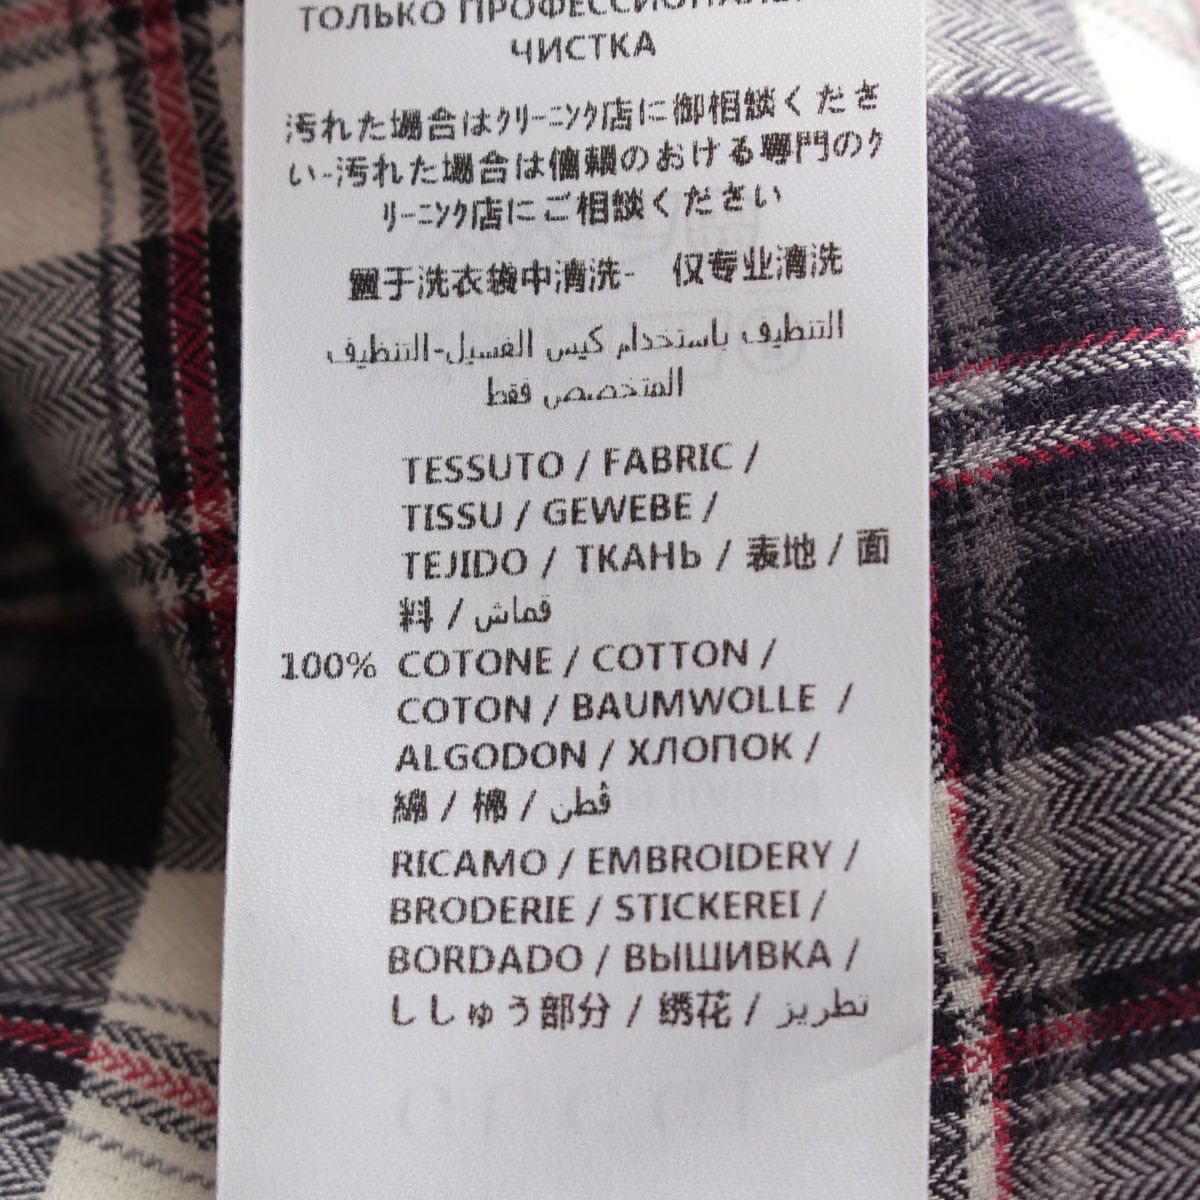 ТОЛЬКО
ЧИСТКА
汚れた場合はｸﾘｰﾆﾝｸ店に御相談くださ
い-汚れた場合は信頼のおける専門のｸ
ﾘｰﾆﾝｸ店にご相談ください
置于洗衣袋中清洗- 仅专业清洗
التنظيف باستخدام كيس الغسيل-التنظيف
المتخصص فقط
TESSUTO / FABRIC /
TISSU / GEWEBE /
TEJIDO / ТКАНЬ / 表地 / 面
料 / قماش
100% COTONE / COTTON /
COTON / BAUMWOLLE /
ALGODON / ХЛОПОК /
綿 / 棉 / قطن
RICAMO / EMBROIDERY /
BRODERIE / STICKEREI /
BORDADO / ВЫШИВКА /
ししゅう部分 / 绣花 / تطريز